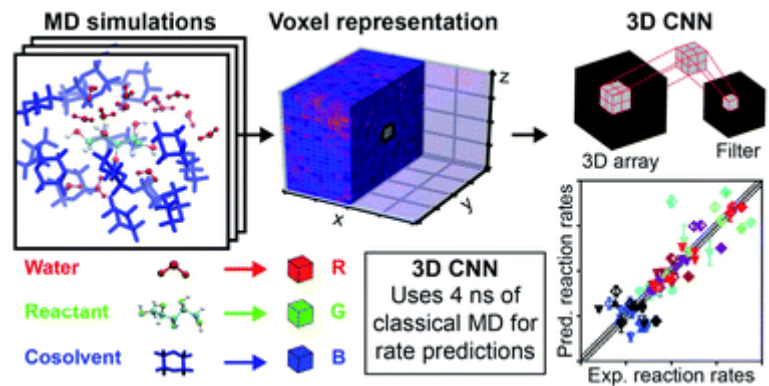 MD simulations
Voxel representation
3D CNN
z
y
x
3D array
Filter
Water
R
Reactant
G
Cosolvent
B
3D CNN
Uses 4 ns of
classical MD for
rate predictions
Pred. reaction rates
Exp. reaction rates